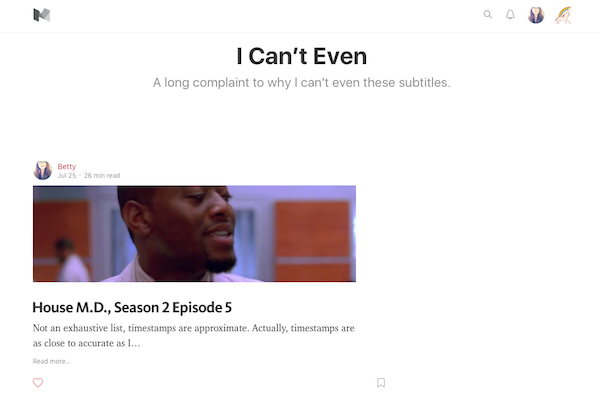 I Can’t Even
A long complaint to why I can’t even these subtitles.
Betty
Jul 25 · 26 min read
House M.D., Season 2 Episode 5
Not an exhaustive list, timestamps are approximate. Actually, timestamps are
as close to accurate as I…
Read more…